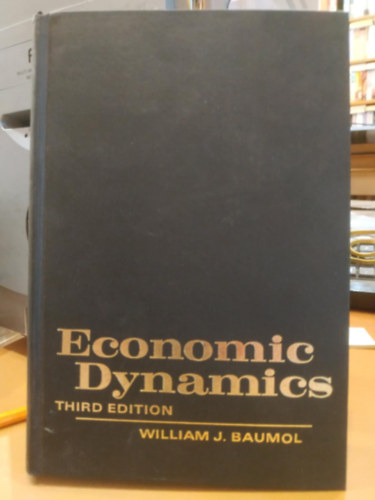 Economic
Dynamics
THIRD EDITION
WILLIAM J. BAUMOL